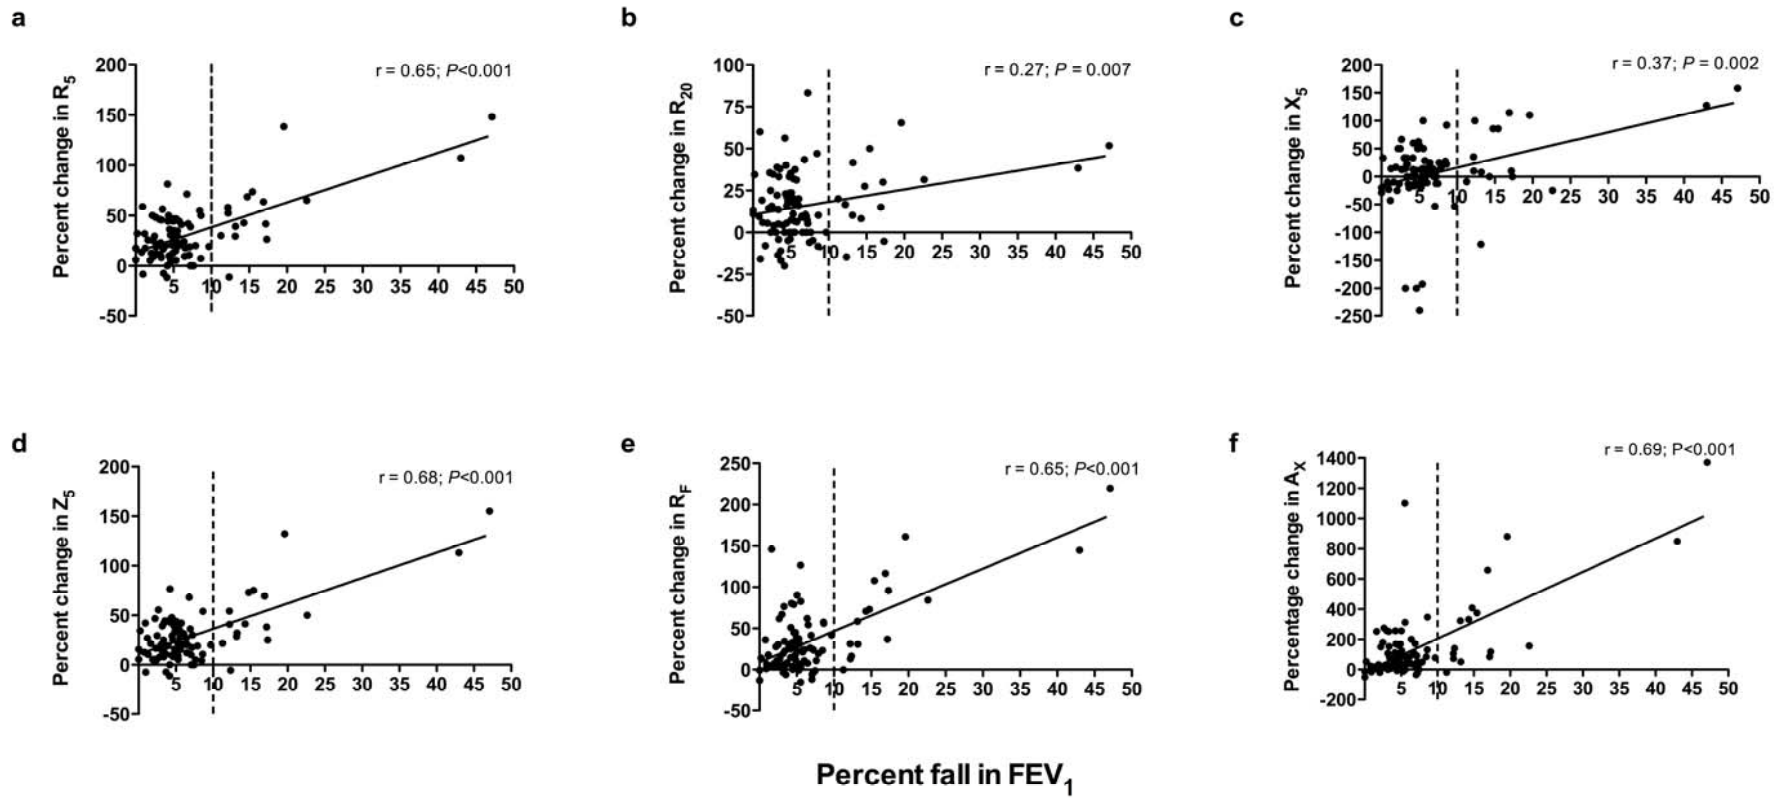 a
r = 0.65; P<0.001
Percent change in R5
200
150
100
50
0
-50
5 10 15 20 25 30 35 40 45 50
b
r = 0.27; P = 0.007
Percent change in R20
100
75
50
25
0
-25
-50
5 10 15 20 25 30 35 40 45 50
c
r = 0.37; P = 0.002
Percent change in X5
200
150
100
50
0
-50
-100
-150
-200
-250
5 10 15 20 25 30 35 40 45 50
d
r = 0.68; P<0.001
Percent change in Z5
200
150
100
50
0
-50
5 10 15 20 25 30 35 40 45 50
e
r = 0.65; P<0.001
Percent change in RF
250
200
150
100
50
0
-50
5 10 15 20 25 30 35 40 45 50
f
r = 0.69; P<0.001
Percentage change in AX
1400
1200
1000
800
600
400
200
0
-200
5 10 15 20 25 30 35 40 45 50
Percent fall in FEV1